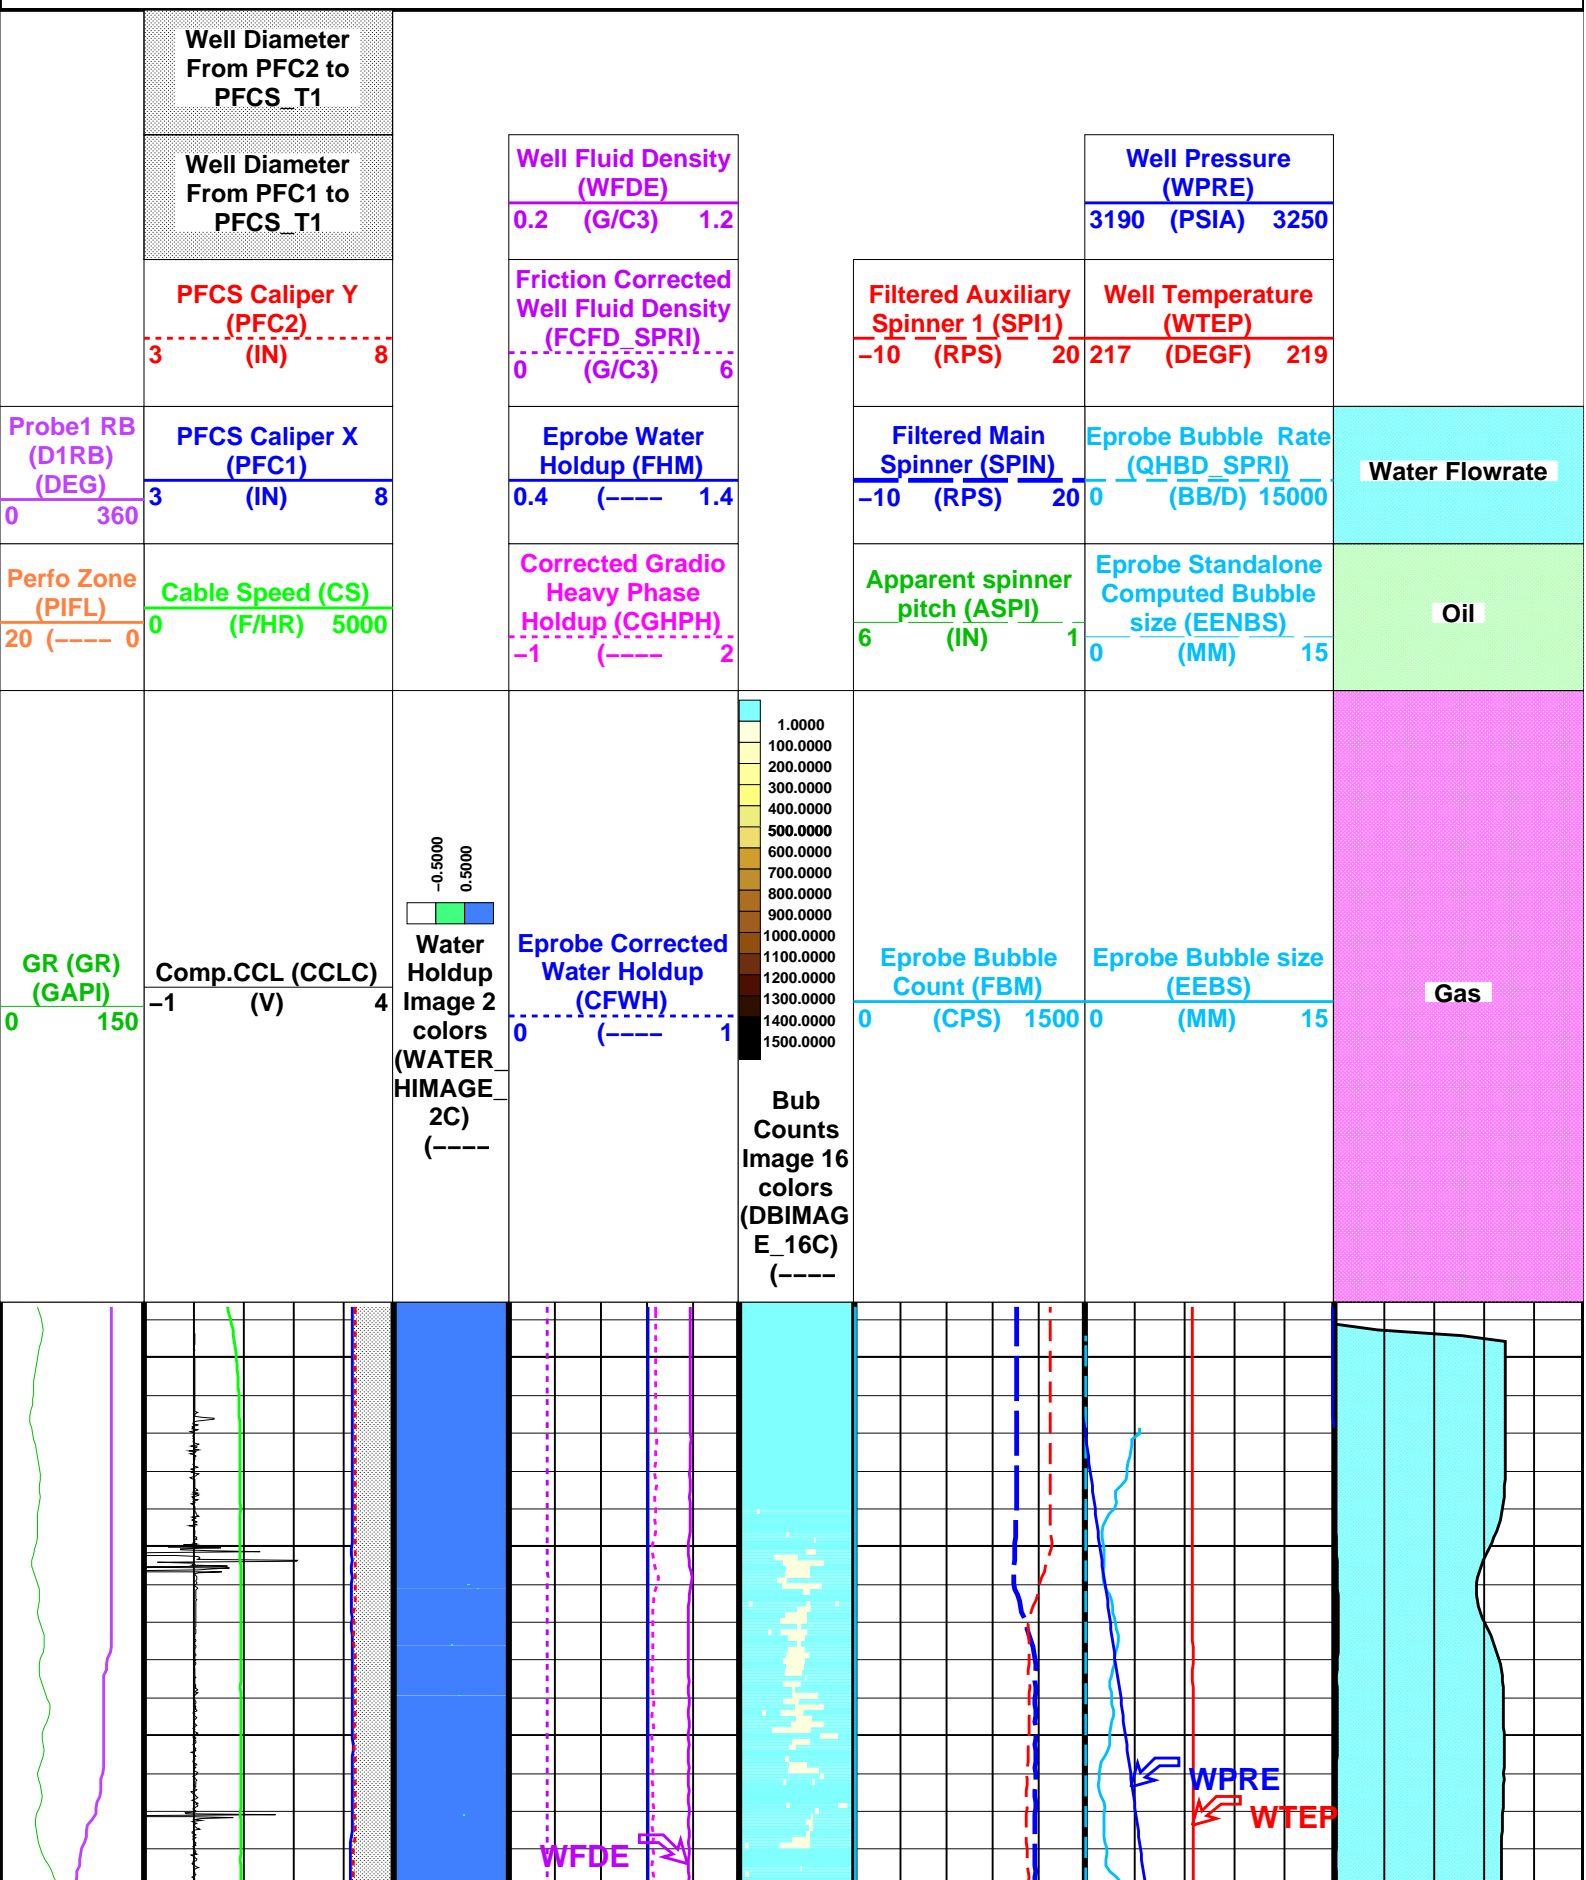 Well Diameter
From PFC2 to
PFCS_T1
Well Diameter
From PFC1 to
PFCS_T1
Well Fluid Density
(WFDE)
0.2 (G/C3) 1.2
Well Pressure
(WPRE)
3190 (PSIA) 3250
PFCS Caliper Y
(PFC2)
3 (IN) 8
Friction Corrected
Well Fluid Density
(FCFD_SPRI)
0 (G/C3) 6
Filtered Auxiliary
Spinner 1 (SPI1)
−10 (RPS) 20
Well Temperature
(WTEP)
217 (DEGF) 219
Probe1 RB
(D1RB)
(DEG)
0 360
PFCS Caliper X
(PFC1)
3 (IN) 8
Eprobe Water
Holdup (FHM)
0.4 (−−−− 1.4
Filtered Main
Spinner (SPIN)
−10 (RPS) 20
Eprobe Bubble Rate
(QHBD_SPRI)
0 (BB/D) 15000
Water Flowrate
Perfo Zone
(PIFL)
20 (−−−− 0
Cable Speed (CS)
0 (F/HR) 5000
Corrected Gradio
Heavy Phase
Holdup (CGHPH)
−1 (−−−− 2
Apparent spinner
pitch (ASPI)
6 (IN) 1
Eprobe Standalone
Computed Bubble
size (EENBS)
0 (MM) 15
Oil
GR (GR)
(GAPI)
0 150
Comp.CCL (CCLC)
−1 (V) 4
−0.5000
0.5000
Water
Holdup
Image 2
colors
(WATER_
HIMAGE_
2C)
(−−−−
Eprobe Corrected
Water Holdup
(CFWH)
0 (−−−− 1
1.0000
100.0000
200.0000
300.0000
400.0000
500.0000
600.0000
700.0000
800.0000
900.0000
1000.0000
1100.0000
1200.0000
1300.0000
1400.0000
1500.0000
Bub
Counts
Image 16
colors
(DBIMAG
E_16C)
(−−−−
Eprobe Bubble
Count (FBM)
0 (CPS) 1500
Eprobe Bubble size
(EEBS)
0 (MM) 15
Gas
WPRE
WTEP
WFDE